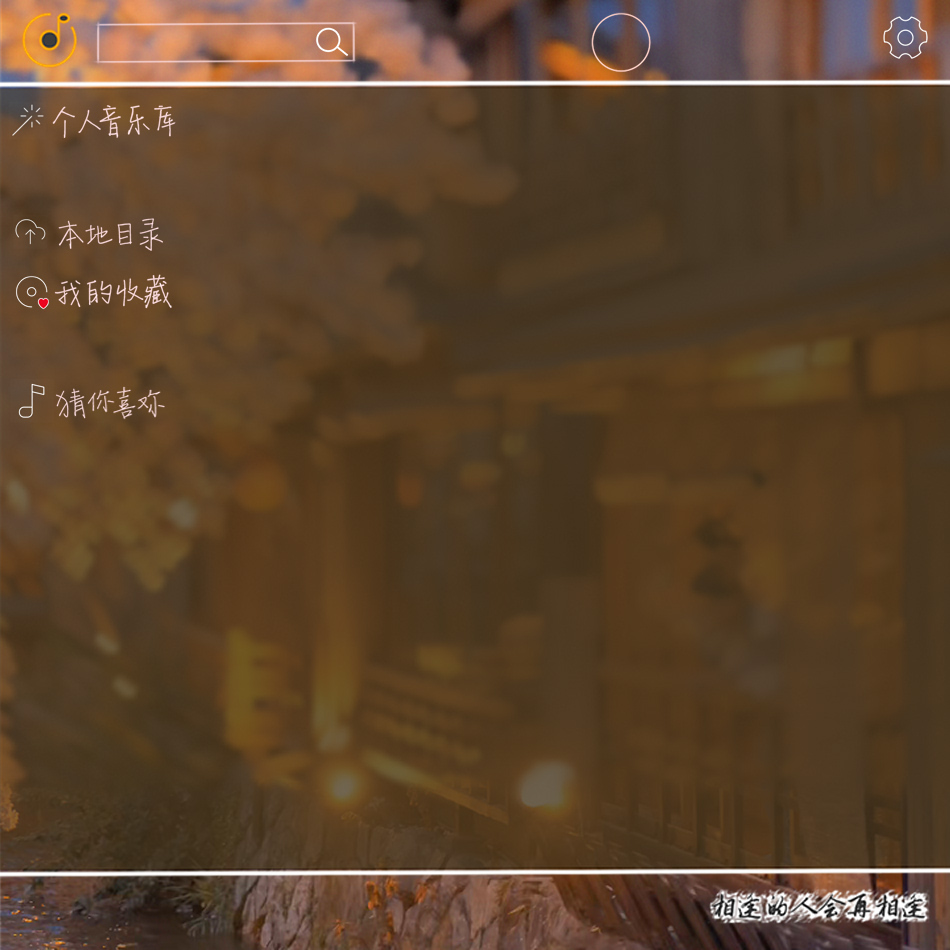 个人音乐库
本地目录
我的收藏
猜你喜欢
相逢的人会再相逢